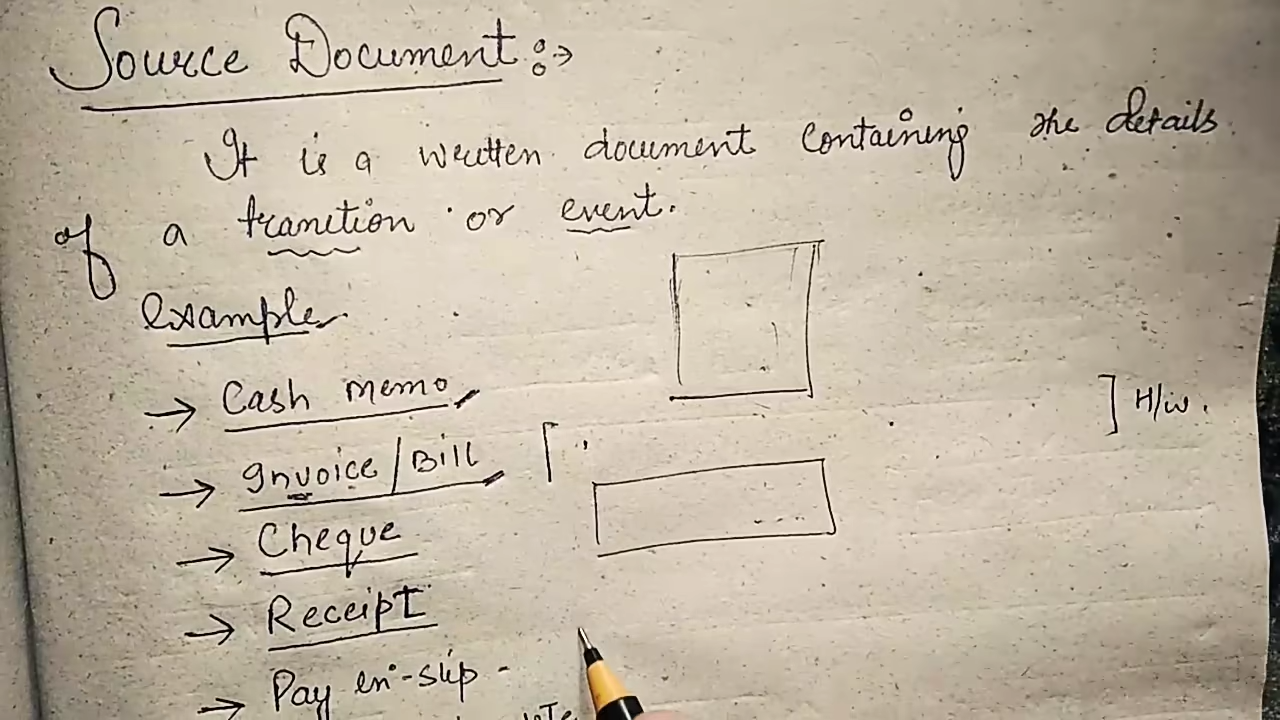 Source Document :→
It is a written document containing the details
of a tranction or event.
Example
→ Cash memo
→ Invoice/Bill
] H/w.
→ Cheque
→ Receipt
→ Pay in-slip -